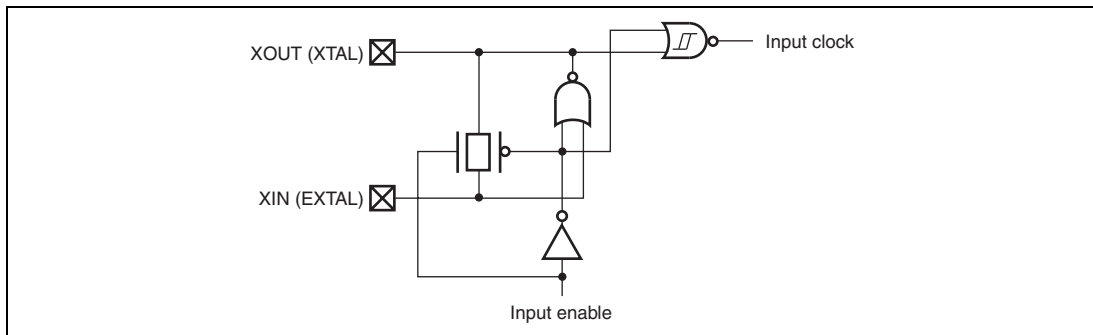 XOUT (XTAL)
Input clock
XIN (EXTAL)
Input enable